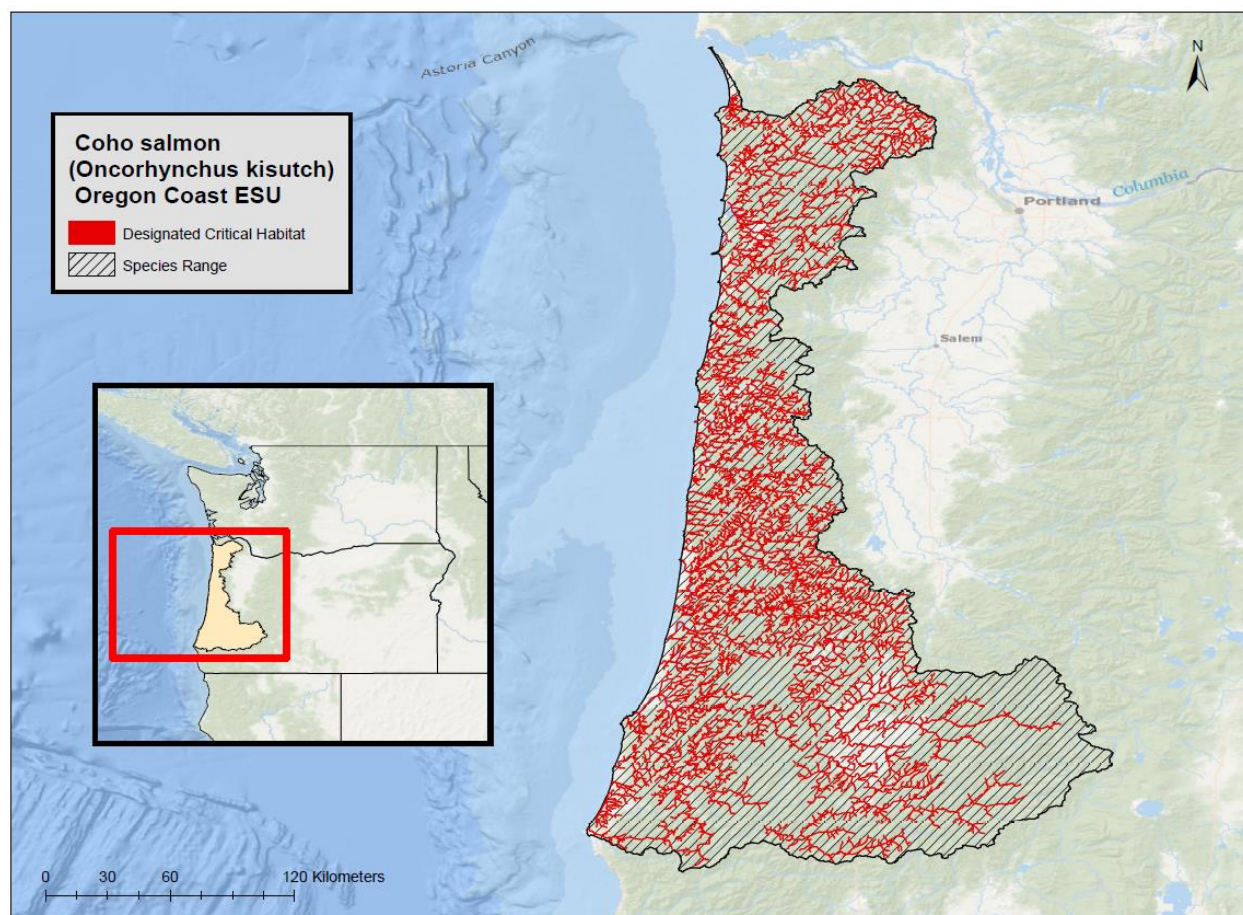 Astoria Canyon
N
Coho salmon
(Oncorhynchus kisutch)
Oregon Coast ESU
Designated Critical Habitat
Species Range
Columbia
Portland
Salem
0 30 60 120 Kilometers